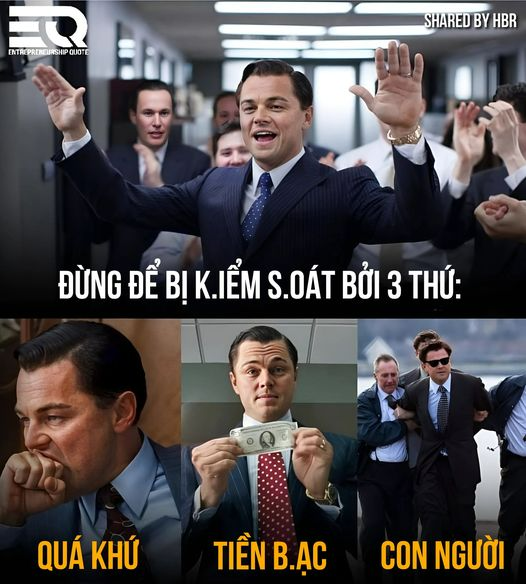 EQ
SHARED BY HBR
ENTREPRENEURSHIP QUOTE
ĐỪNG ĐỂ BỊ K.IỂM S.OÁT BỞI 3 THỨ:
QUÁ KHỨ
TIỀN B.ẠC
CON NGƯỜI